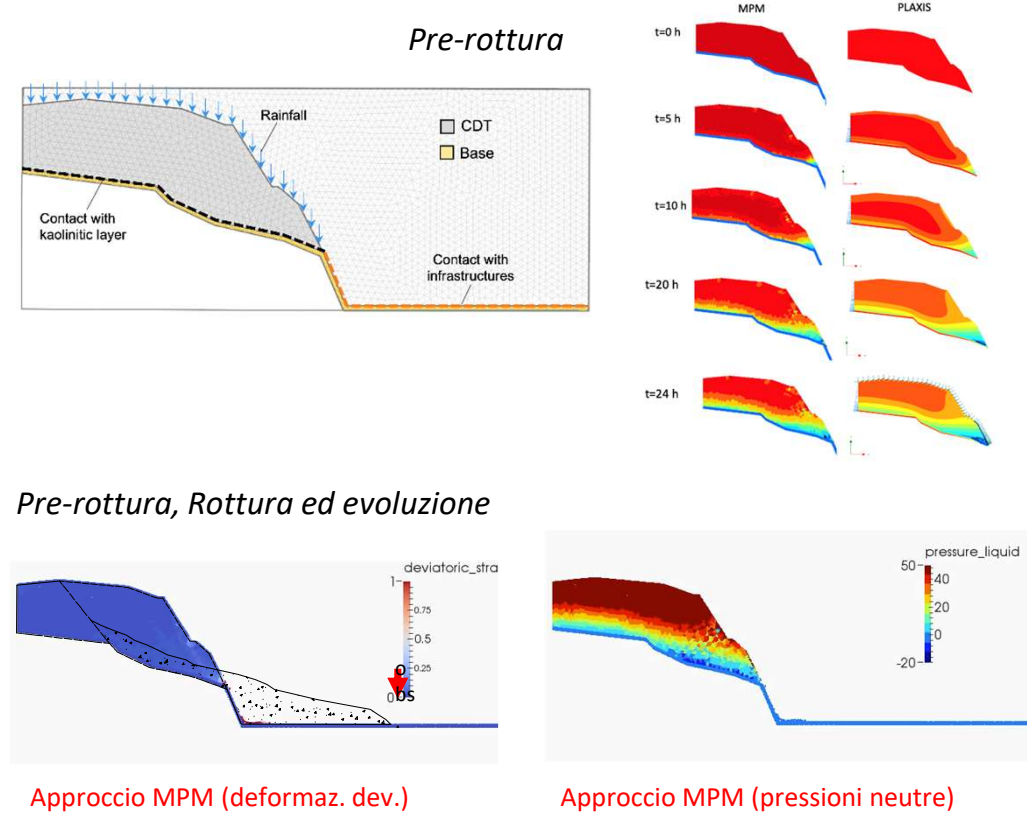 Pre-rottura
Rainfall
CDT
Base
Contact with
kaolinitic layer
Contact with
infrastructures
MPM
PLAXIS
t=0 h
t=5 h
t=10 h
t=20 h
t=24 h
Pre-rottura, Rottura ed evoluzione
deviatoric_stra
1
0.75
0.5
0.25
0
o
bs
pressure_liquid
50
40
20
0
-20
Approccio MPM (deformaz. dev.)
Approccio MPM (pressioni neutre)